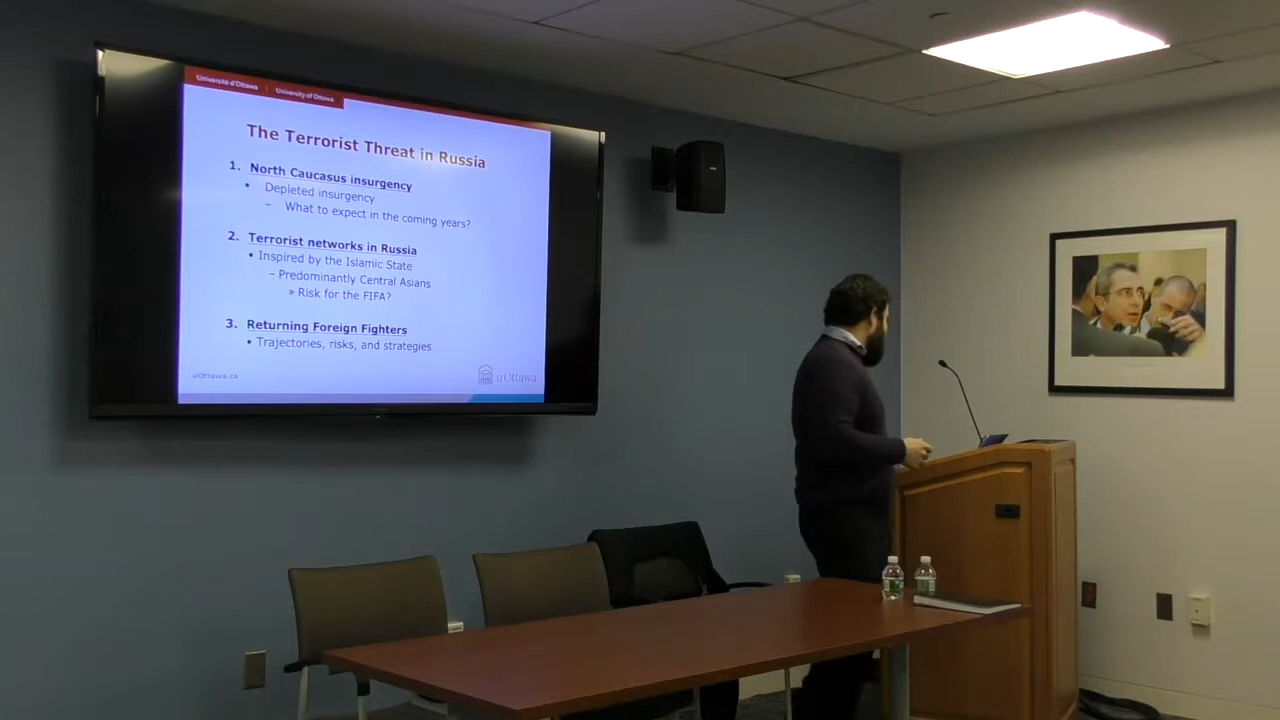 Université d'Ottawa | University of Ottawa
The Terrorist Threat in Russia
1. North Caucasus insurgency
• Depleted insurgency
– What to expect in the coming years?
2. Terrorist networks in Russia
• Inspired by the Islamic State
– Predominantly Central Asians
» Risk for the FIFA?
3. Returning Foreign Fighters
• Trajectories, risks, and strategies
uOttawa.ca
uOttawa